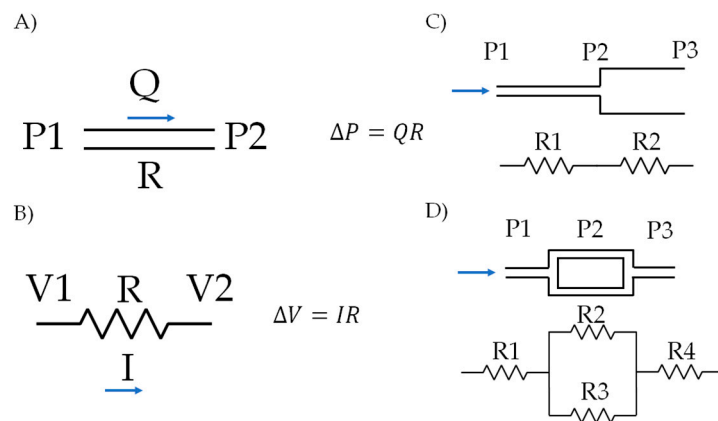 A)
Q
P1 P2
R
ΔP = QR
B)
V1 R V2
I
ΔV = IR
C)
P1 P2 P3
R1 R2
D)
P1 P2 P3
R2
R1 R4
R3